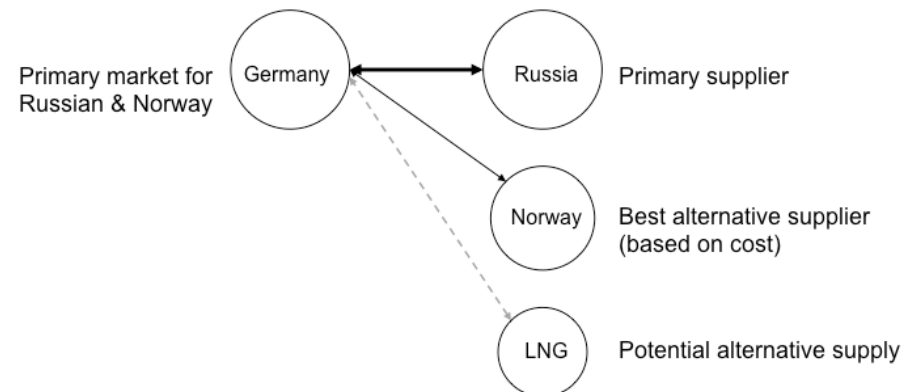 Primary market for
Russian & Norway
Germany
Russia
Primary supplier
Norway
Best alternative supplier
(based on cost)
LNG
Potential alternative supply